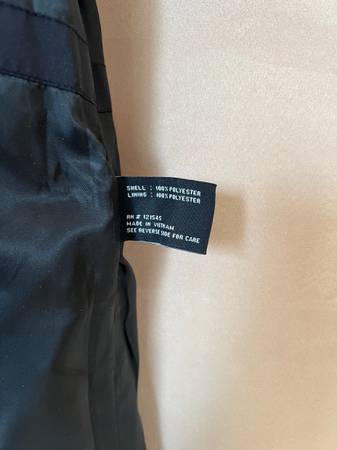 SHELL : 100% POLYESTER
LINING : 100% POLYESTER
RN # 121545
MADE IN VIETNAM
SEE REVERSE SIDE FOR CARE